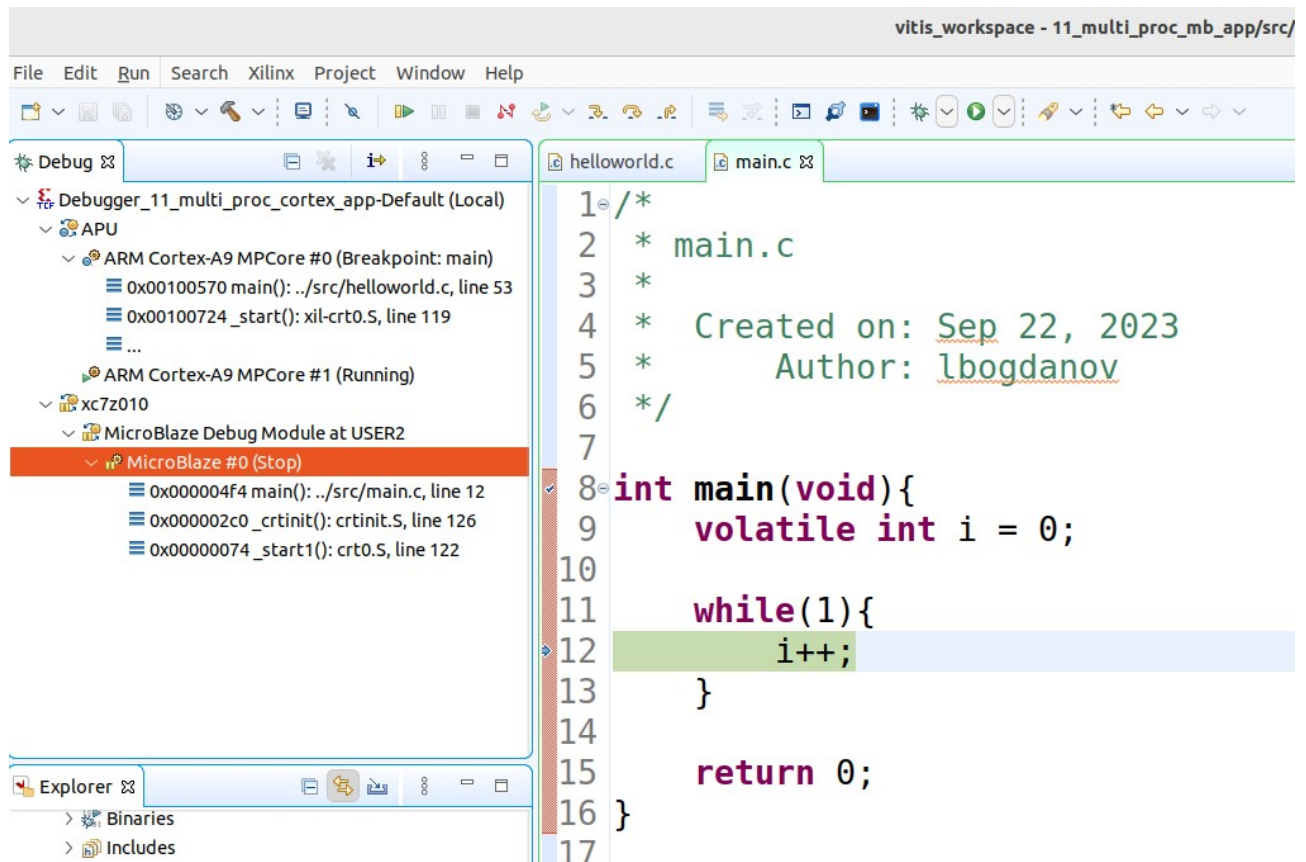 vitis_workspace - 11_multi_proc_mb_app/src/
File Edit Run Search Xilinx Project Window Help
Debug
Debugger_11_multi_proc_cortex_app-Default (Local)
APU
ARM Cortex-A9 MPCore #0 (Breakpoint: main)
0x00100570 main(): ../src/helloworld.c, line 53
0x00100724 _start(): xil-crt0.S, line 119
...
ARM Cortex-A9 MPCore #1 (Running)
xc7z010
MicroBlaze Debug Module at USER2
MicroBlaze #0 (Stop)
0x000004f4 main(): ../src/main.c, line 12
0x000002c0 _crtinit(): crtinit.S, line 126
0x00000074 _start1(): crt0.S, line 122
Explorer
Binaries
Includes
helloworld.c main.c
1 /*
2 * main.c
3 *
4 * Created on: Sep 22, 2023
5 * Author: lbogdanov
6 */
7
8 int main(void){
9 volatile int i = 0;
10
11 while(1){
12 i++;
13 }
14
15 return 0;
16 }
17